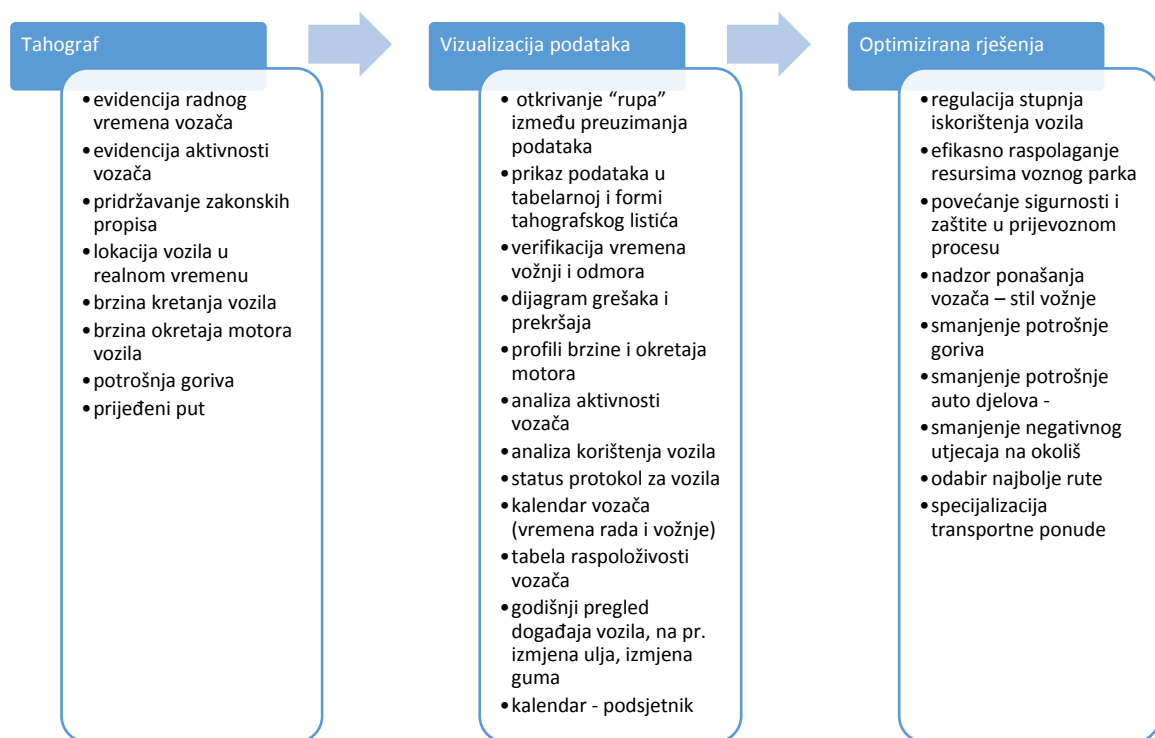 Tahograf
• evidencija radnog
vremena vozača
• evidencija aktivnosti
vozača
• pridržavanje zakonskih
propisa
• lokacija vozila u
realnom vremenu
• brzina kretanja vozila
• brzina okretaja motora
vozila
• potrošnja goriva
• prijeđeni put
Vizualizacija podataka
• otkrivanje “rupa”
između preuzimanja
podataka
• prikaz podataka u
tabelarnoj i formi
tahografskog listića
• verifikacija vremena
vožnji i odmora
• dijagram grešaka i
prekršaja
• profili brzine i okretaja
motora
• analiza aktivnosti
vozača
• analiza korištenja vozila
• status protokol za vozila
• kalendar vozača
(vremena rada i vožnje)
• tabela raspoloživosti
vozača
• godišnji pregled
događaja vozila, na pr.
izmjena ulja, izmjena
guma
• kalendar - podsjetnik
Optimizirana rješenja
• regulacija stupnja
iskorištenja vozila
• efikasno raspolaganje
resursima voznog parka
• povećanje sigurnosti i
zaštite u prijevoznom
procesu
• nadzor ponašanja
vozača – stil vožnje
• smanjenje potrošnje
goriva
• smanjenje potrošnje
auto djelova -
• smanjenje negativnog
utjecaja na okoliš
• odabir najbolje rute
• specijalizacija
transportne ponude